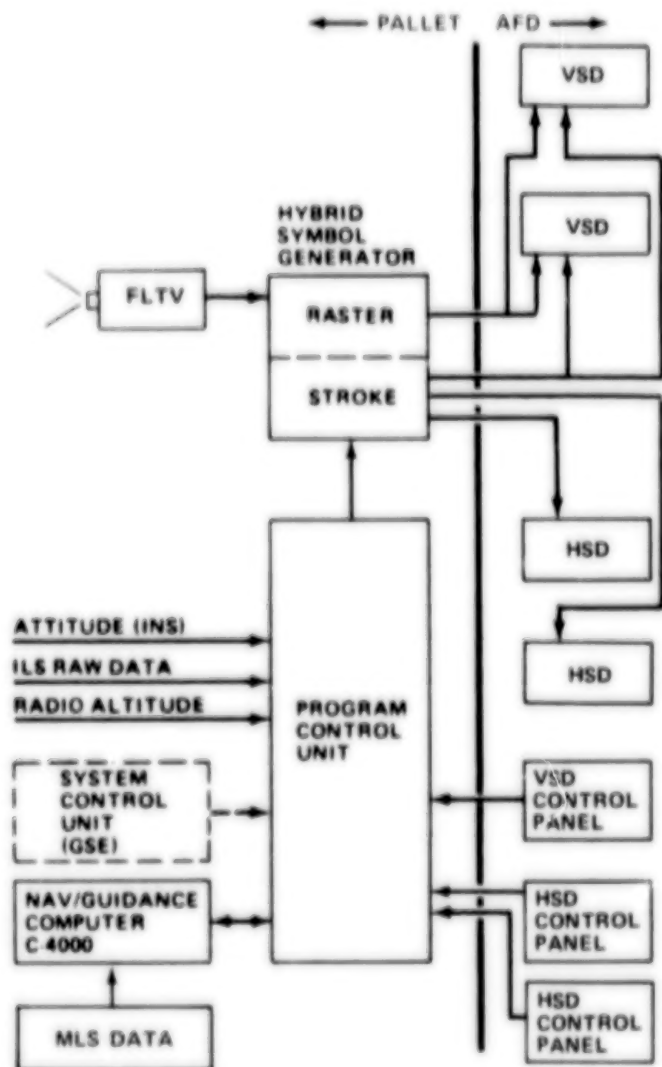 PALLET AFD
VSD
VSD
HYBRID
SYMBOL
GENERATOR
FLTV
RASTER
STROKE
HSD
HSD
ATTITUDE (INS)
ILS RAW DATA
RADIO ALTITUDE
PROGRAM
CONTROL
UNIT
SYSTEM
CONTROL
UNIT
(GSE)
VSD
CONTROL
PANEL
NAV/GUIDANCE
COMPUTER
C-4000
HSD
CONTROL
PANEL
MLS DATA
HSD
CONTROL
PANEL